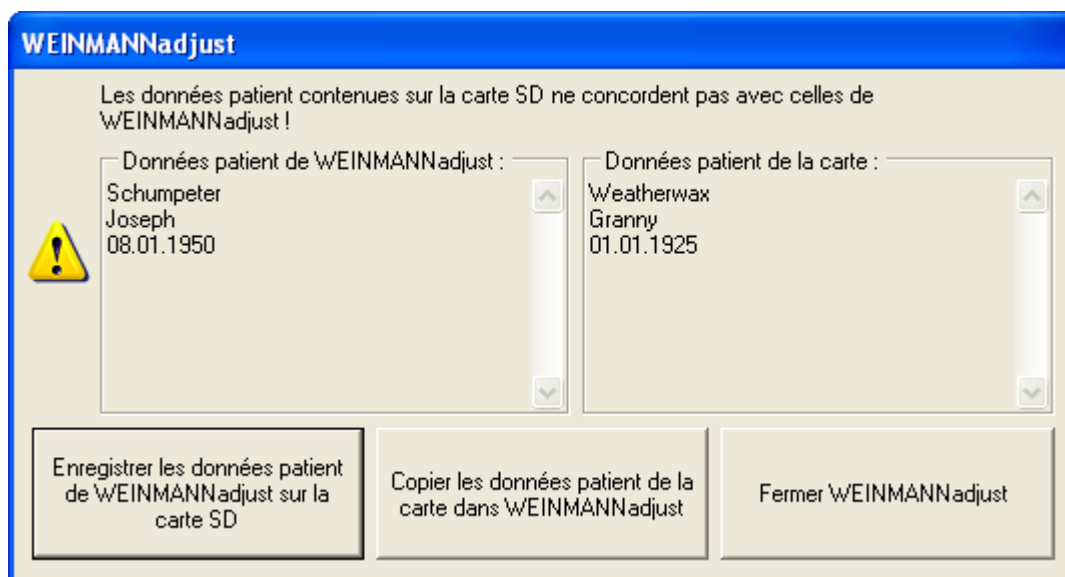 WEINMANNadjust
Les données patient contenues sur la carte SD ne concordent pas avec celles de
WEINMANNadjust !
Données patient de WEINMANNadjust :
Schumpeter
Joseph
08.01.1950
Données patient de la carte :
Weatherwax
Granny
01.01.1925
Enregistrer les données patient
de WEINMANNadjust sur la
carte SD
Copier les données patient de la
carte dans WEINMANNadjust
Fermer WEINMANNadjust